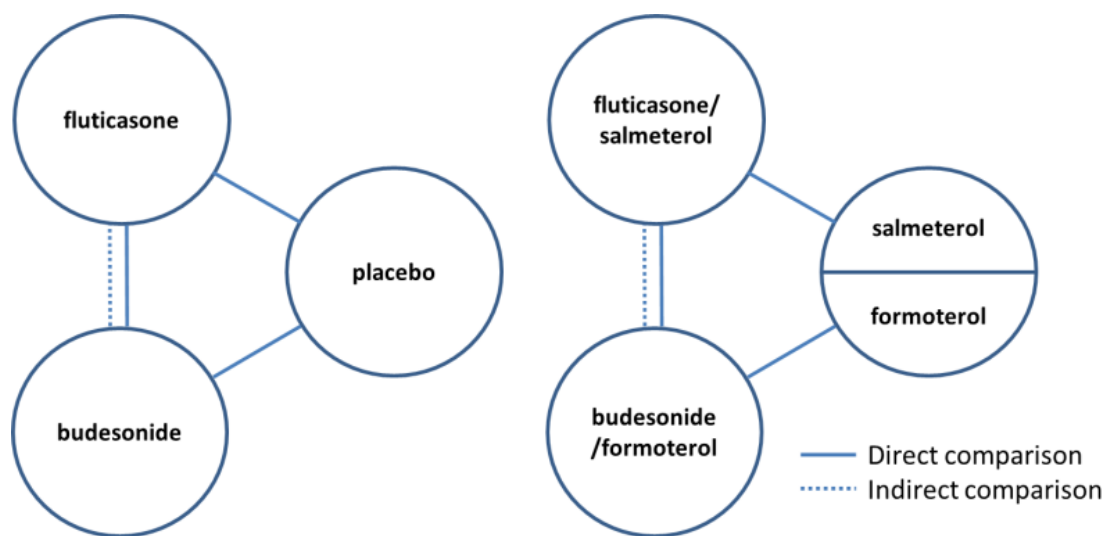 fluticasone
placebo
budesonide
fluticasone/
salmeterol
salmeterol
formoterol
budesonide
/formoterol
Direct comparison
Indirect comparison